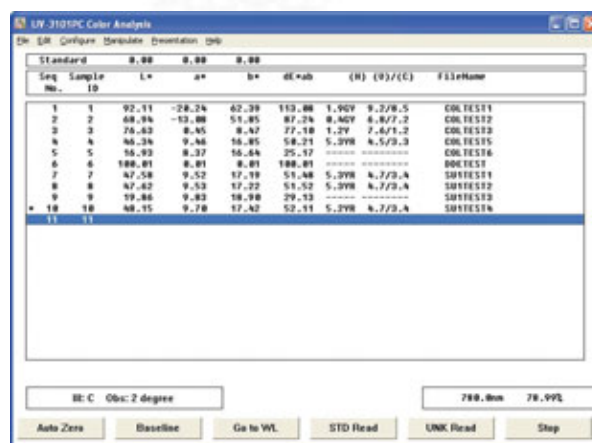 UV-3101PC Color Analysis
File Edit Configure Manipulate Presentation Help
Standard 0.00 0.00 0.00
Seq Sample L* a* b* dE*ab (H) (V)/(C) FileName
No. ID
1 1 92.11 -20.24 62.39 113.08 1.9GY 9.2/8.5 COLTEST1
2 2 68.94 -13.08 51.85 87.24 0.4GY 6.8/7.2 COLTEST2
3 3 76.63 0.45 8.47 77.10 1.2Y 7.6/1.2 COLTEST3
4 4 46.34 9.46 16.85 50.21 5.3YR 4.5/3.3 COLTEST5
5 5 16.93 8.37 16.64 25.17 ----- -------- COLTEST6
6 6 100.01 0.01 0.01 100.01 ----- --------
7 7 47.58 9.52 17.19 51.48 5.3YR 4.7/3.4 SU1TEST1
8 8 47.62 9.53 17.22 51.52 5.3YR 4.7/3.4 SU1TEST2
9 9 19.86 9.83 18.90 29.13 ----- -------- SU1TEST3
* 10 10 48.15 9.70 17.42 52.11 5.2YR 4.7/3.4 SU1TEST4
11 11
Ill: C Obs: 2 degree
780.0nm 70.99%
Auto Zero Baseline Go to WL STD Read UNK Read Stop